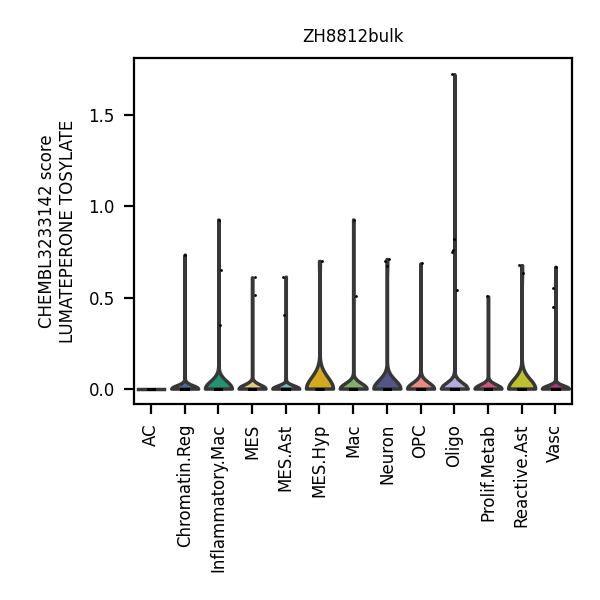 ZH8812bulk
CHEMBL3233142 score
LUMATEPERONE TOSYLATE
1.5
1.0
0.5
0.0
AC
Chromatin.Reg
Inflammatory.Mac
MES
MES.Ast
MES.Hyp
Mac
Neuron
OPC
Oligo
Prolif.Metab
Reactive.Ast
Vasc